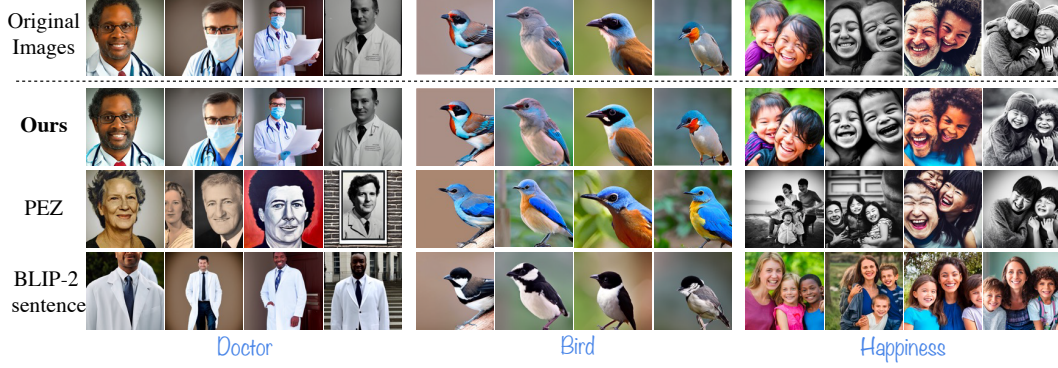 Original
Images
Ours
PEZ
BLIP-2
sentence
Doctor
Bird
Happiness